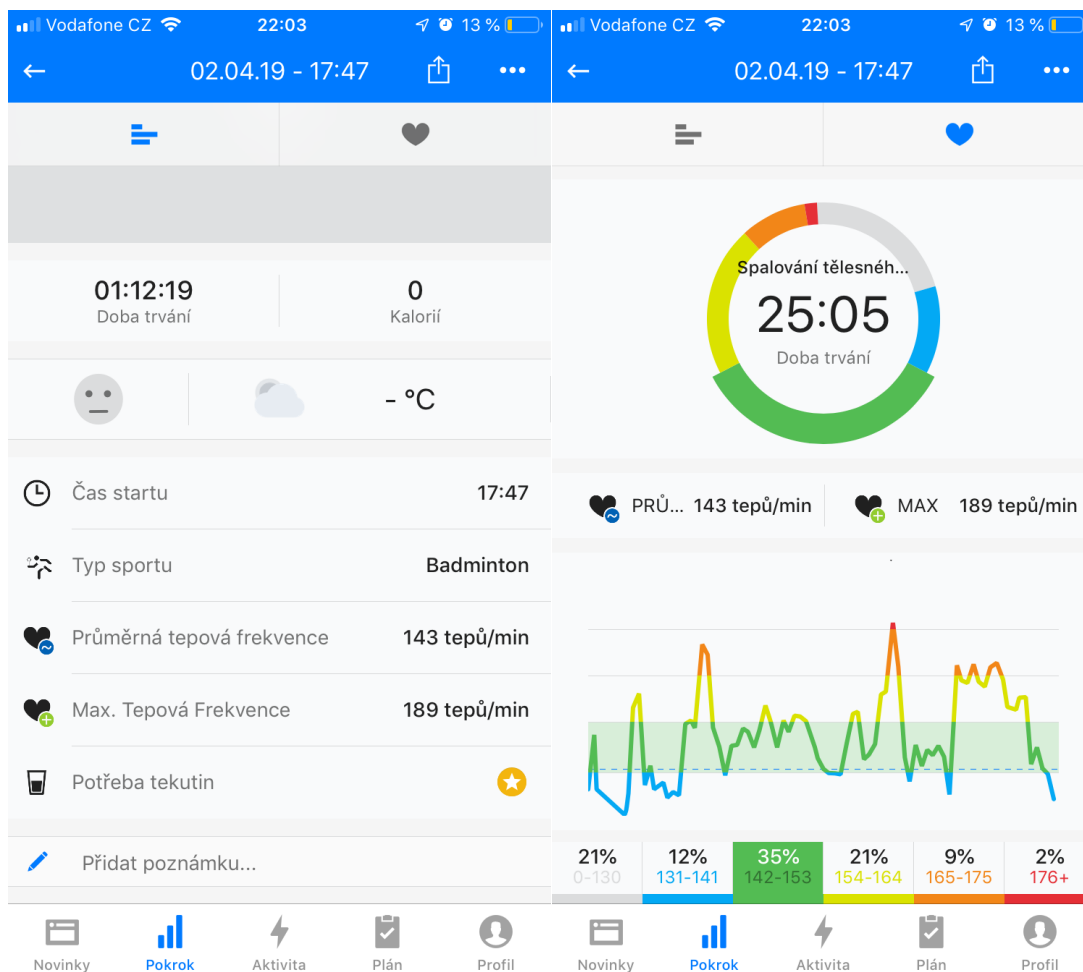 Vodafone CZ 22:03 13 %
02.04.19 - 17:47
01:12:19
Doba trvání
0
Kalorií
- °C
Čas startu 17:47
Typ sportu Badminton
Průměrná tepová frekvence 143 tepů/min
Max. Tepová Frekvence 189 tepů/min
Potřeba tekutin
Přidat poznámku...
Novinky Pokrok Aktivita Plán Profil
Vodafone CZ 22:03 13 %
02.04.19 - 17:47
Spalování tělesnéh...
25:05
Doba trvání
PRŮ... 143 tepů/min MAX 189 tepů/min
21% 12% 35% 21% 9% 2%
0-130 131-141 142-153 154-164 165-175 176+
Novinky Pokrok Aktivita Plán Profil